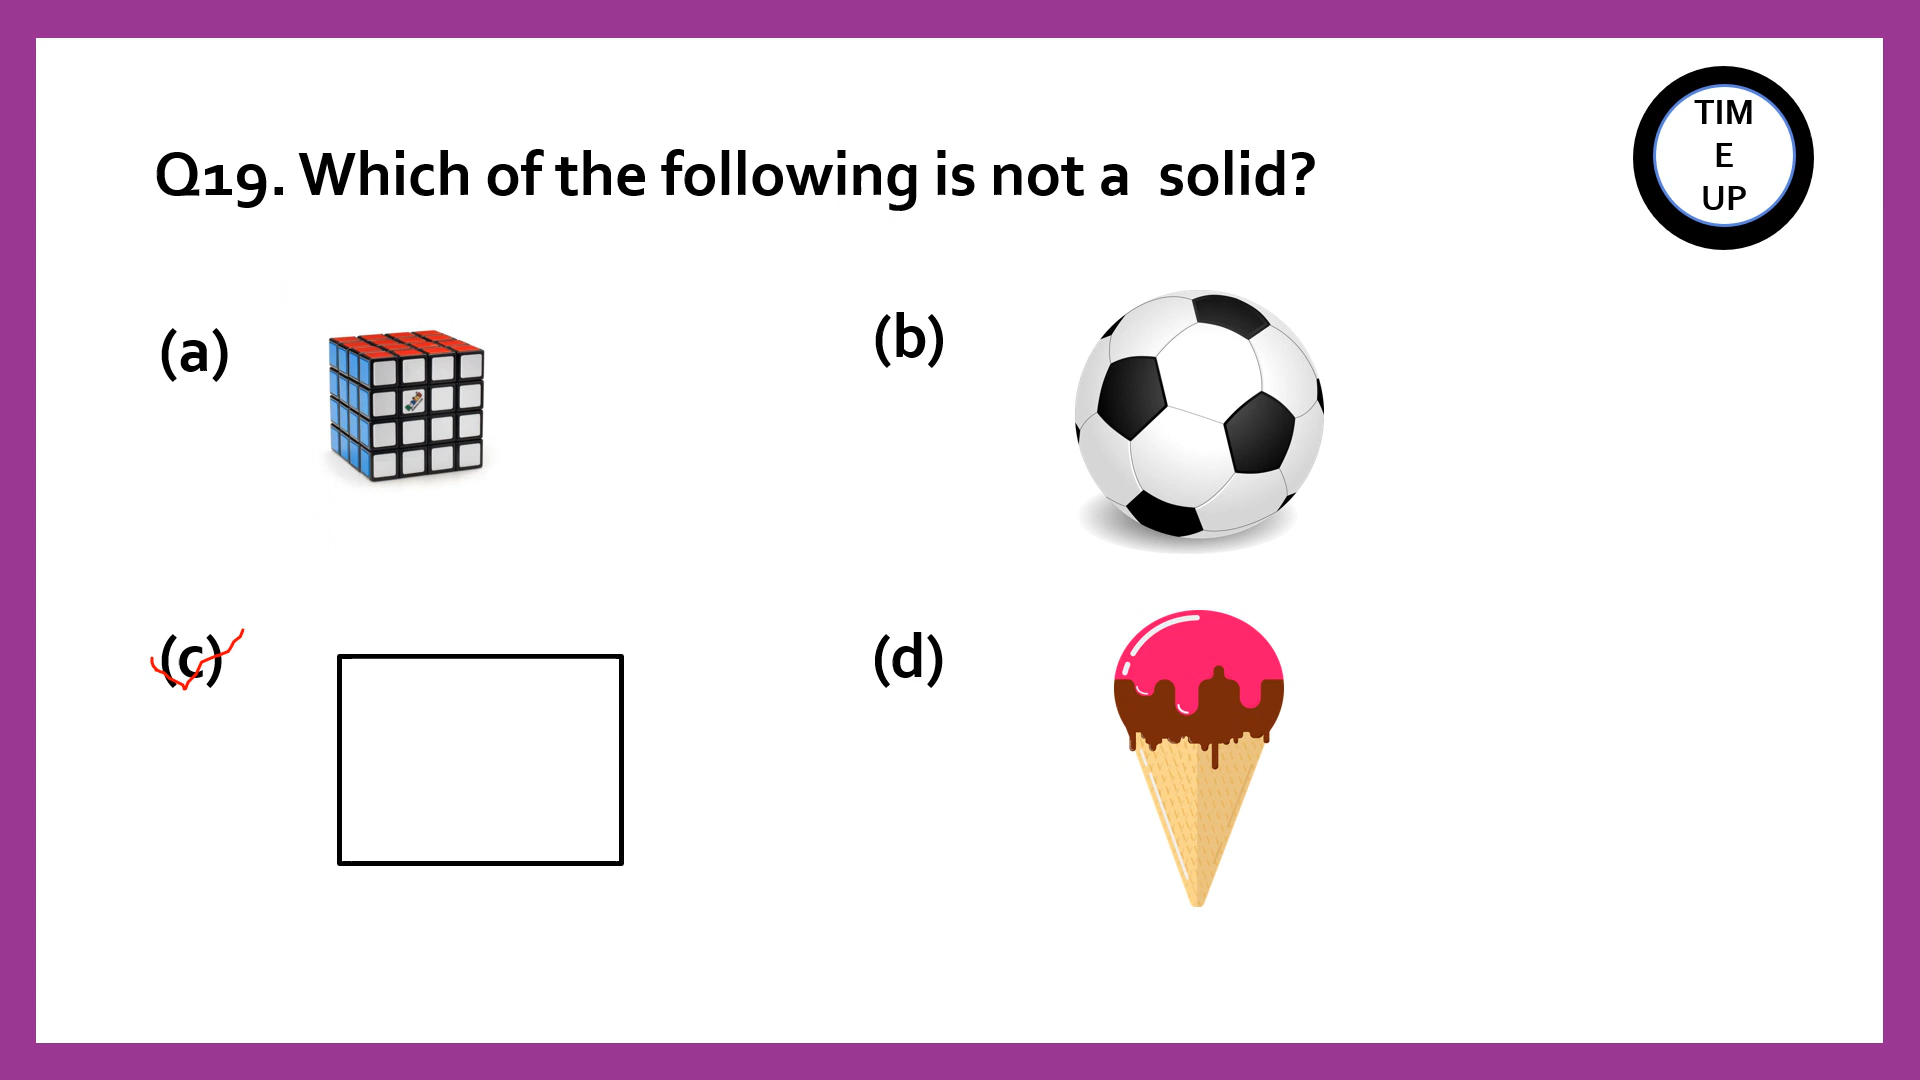 TIM
E
UP
Q19. Which of the following is not a  solid?
(a)
(b)
(c)
(d)